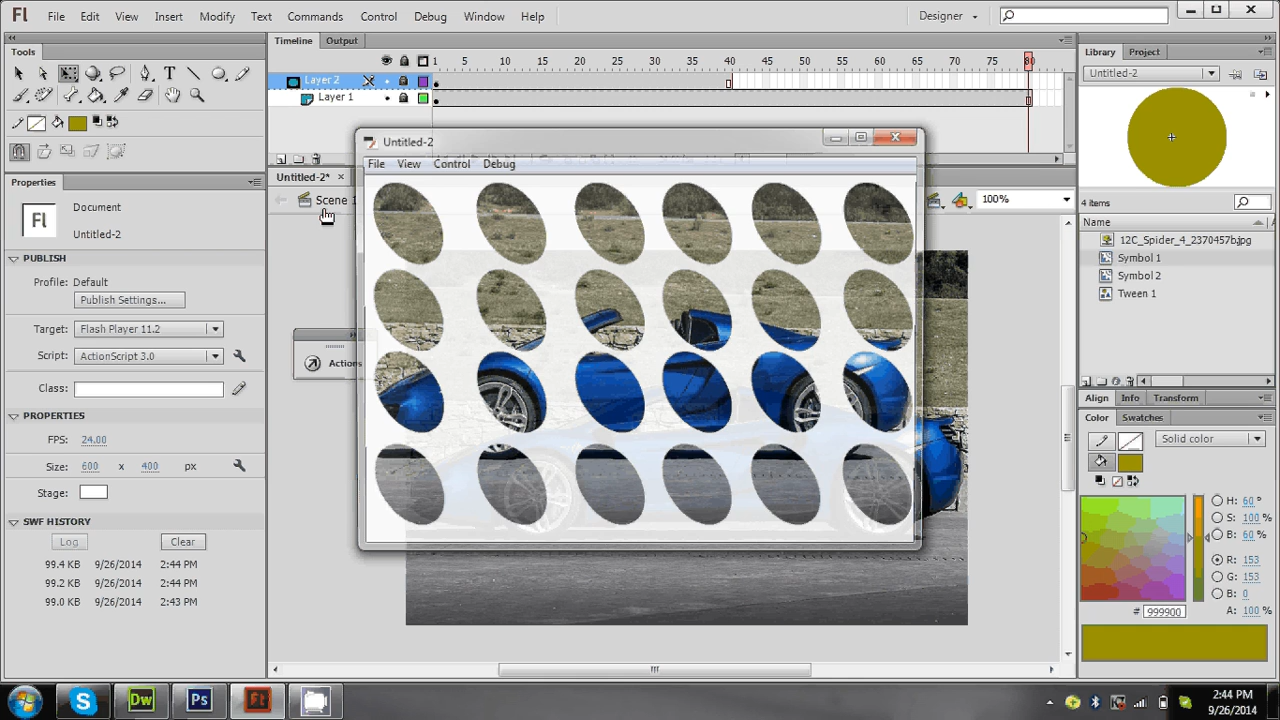 Fl File Edit View Insert Modify Text Commands Control Debug Window Help Designer
Tools
Timeline Output
Library Project
1 5 10 15 20 25 30 35 40 45 50 55 60 65 70 75 80
Untitled-2
Layer 2
Layer 1
T
Untitled-2
File View Control Debug
Untitled-2*
Scene 1
100%
Properties
Fl
Document
Untitled-2
4 items
Name
12C_Spider_4_2370457b.jpg
Symbol 1
Symbol 2
Tween 1
PUBLISH
Profile: Default
Publish Settings...
Target: Flash Player 11.2
Script: ActionScript 3.0
Class:
Actions
PROPERTIES
FPS: 24.00
Size: 600 x 400 px
Stage:
SWF HISTORY
Log Clear
99.4 KB 9/26/2014 2:44 PM
99.2 KB 9/26/2014 2:44 PM
99.0 KB 9/26/2014 2:43 PM
Align Info Transform
Color Swatches
Solid color
H: 60 °
S: 100 %
B: 60 %
R: 153
G: 153
B: 0
# 999900 A: 100 %
S Dw Ps Fl
2:44 PM
9/26/2014